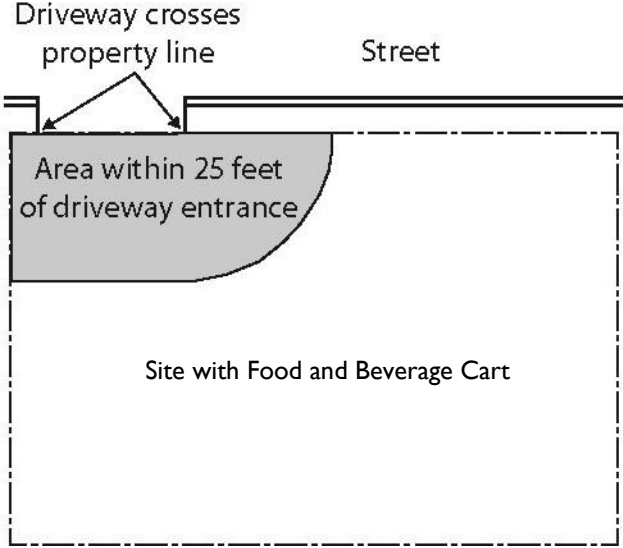 Driveway crosses
property line
Street
Area within 25 feet
of driveway entrance
Site with Food and Beverage Cart